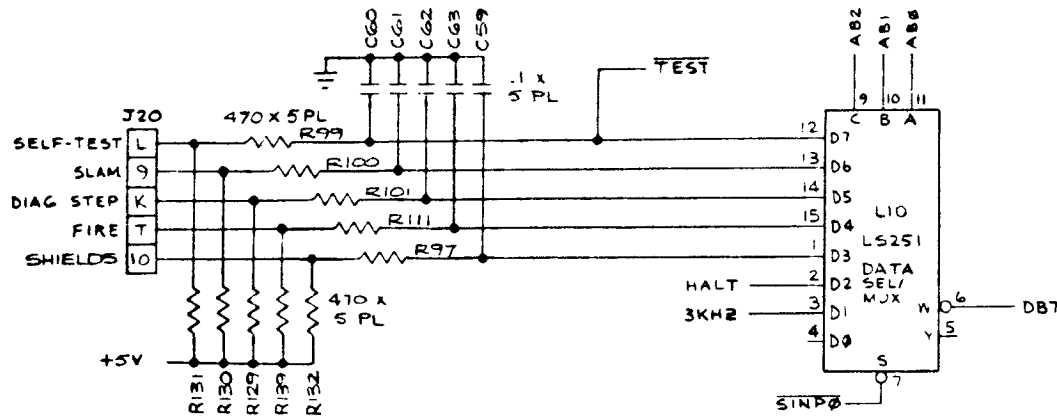 C60
C61
C62
C63
C59
AB2
AB1
ABØ
.1 x
5 PL
TEST
9
10
11
C
B
A
J20
470 x 5 PL
SELF-TEST
L
R99
12
D7
SLAM
9
R100
13
D6
DIAG STEP
K
R101
14
D5
FIRE
T
R111
15
D4
SHIELDS
10
R97
1
D3
L10
LS251
DATA
SEL/
MUX
HALT
2
D2
3KHZ
3
D1
4
DØ
W
6
DB7
Y
5
470 x
5 PL
+5V
R131
R130
R129
R139
R132
S
7
SINPØ